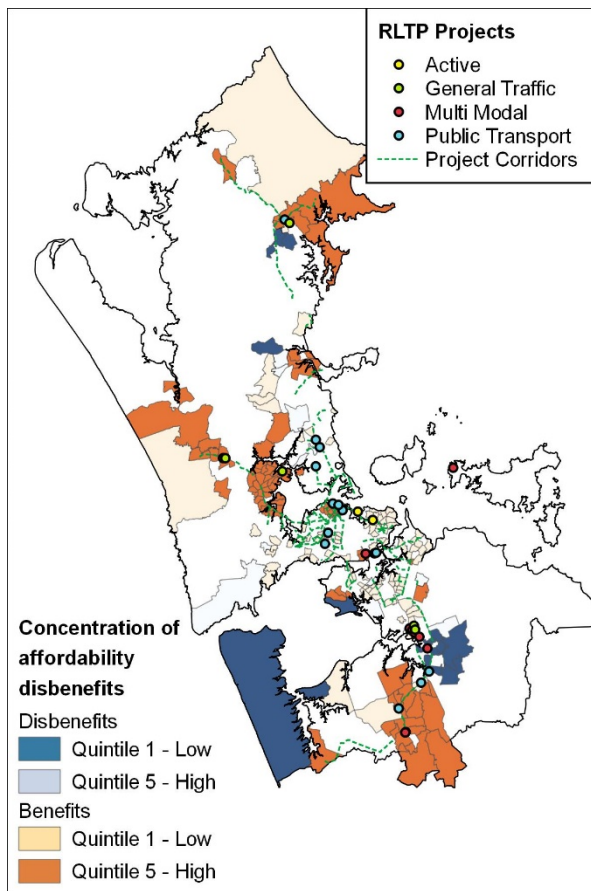 RLTP Projects
Active
General Traffic
Multi Modal
Public Transport
Project Corridors
Concentration of
affordability
disbenefits
Disbenefits
Quintile 1 - Low
Quintile 5 - High
Benefits
Quintile 1 - Low
Quintile 5 - High